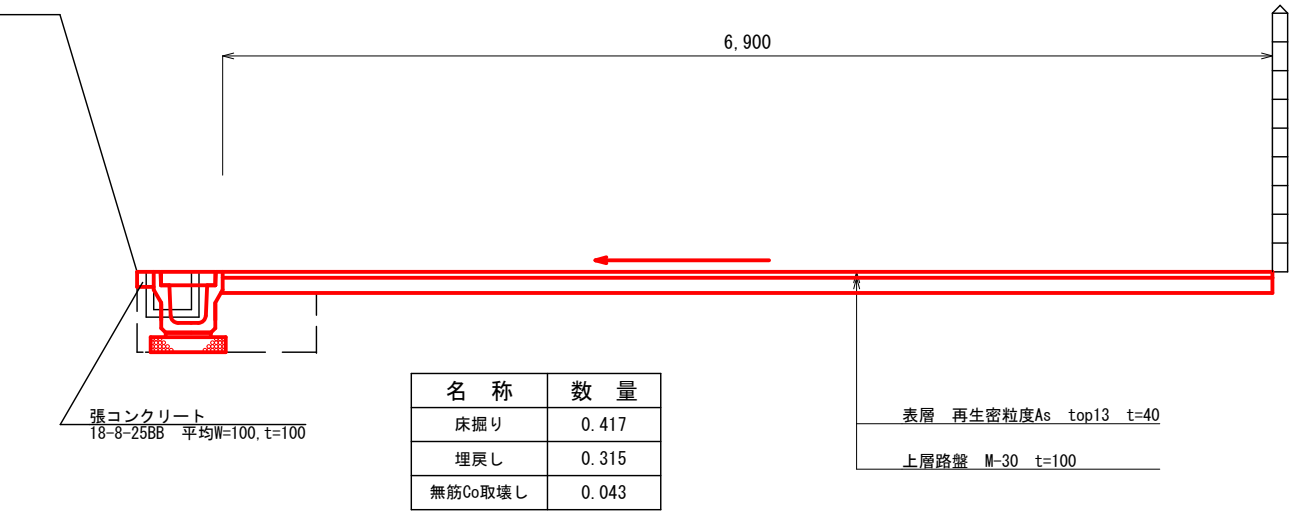 6,900
張コンクリート
18-8-25BB 平均W=100,t=100
名 称 数 量
床掘り 0.417
埋戻し 0.315
無筋Co取壊し 0.043
表層 再生密粒度As top13 t=40
上層路盤 M-30 t=100